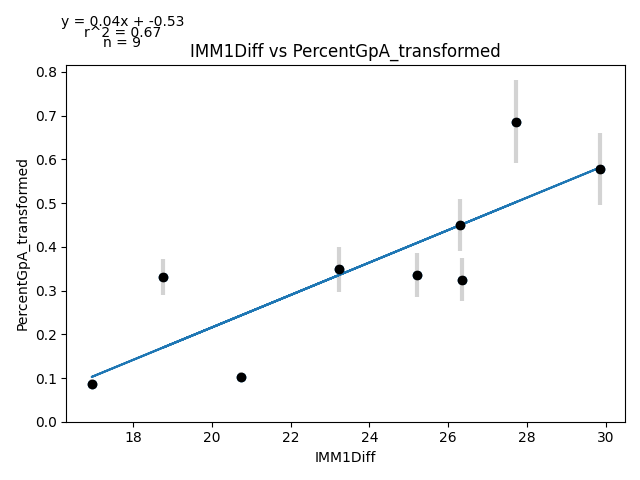 y = 0.04x + -0.53
r^2 = 0.67
n = 9
IMM1Diff vs PercentGpA_transformed
PercentGpA_transformed
0.8
0.7
0.6
0.5
0.4
0.3
0.2
0.1
0.0
18 20 22 24 26 28 30
IMM1Diff